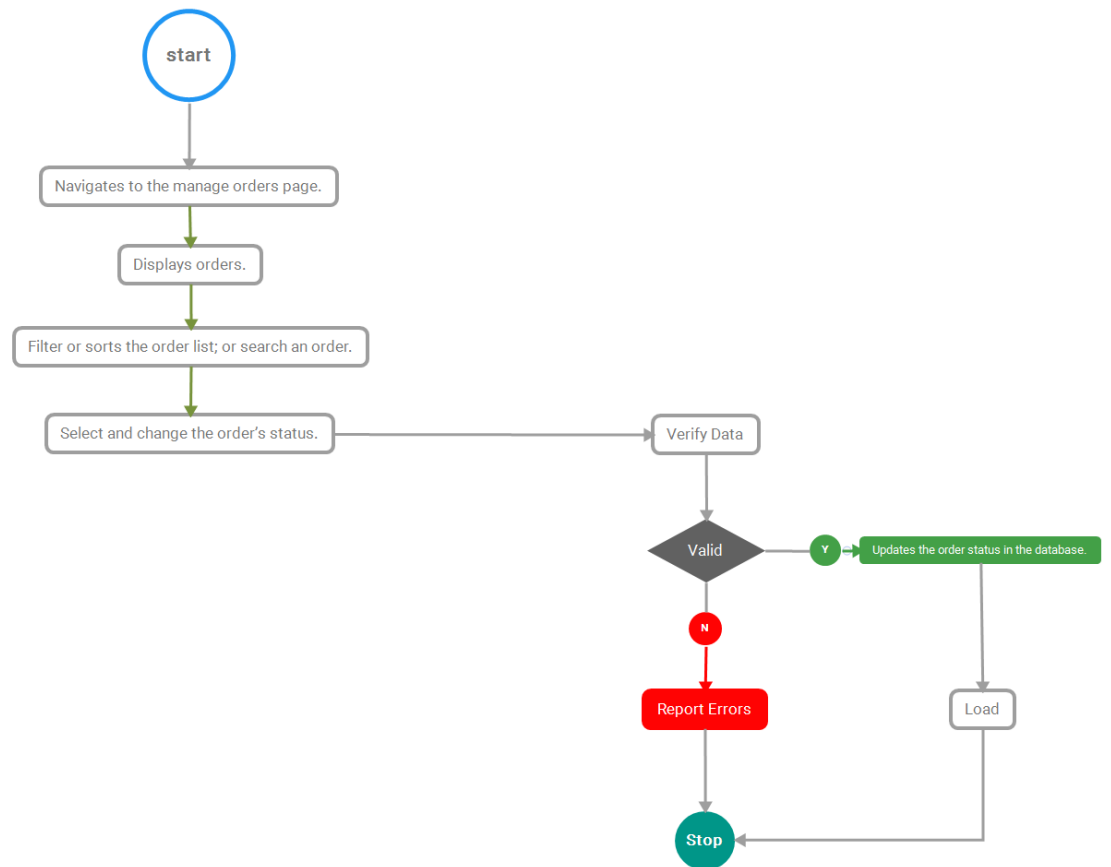 start
Navigates to the manage orders page.
Displays orders.
Filter or sorts the order list; or search an order.
Select and change the order's status.
Verify Data
Valid
Y
Updates the order status in the database.
N
Report Errors
Load
Stop